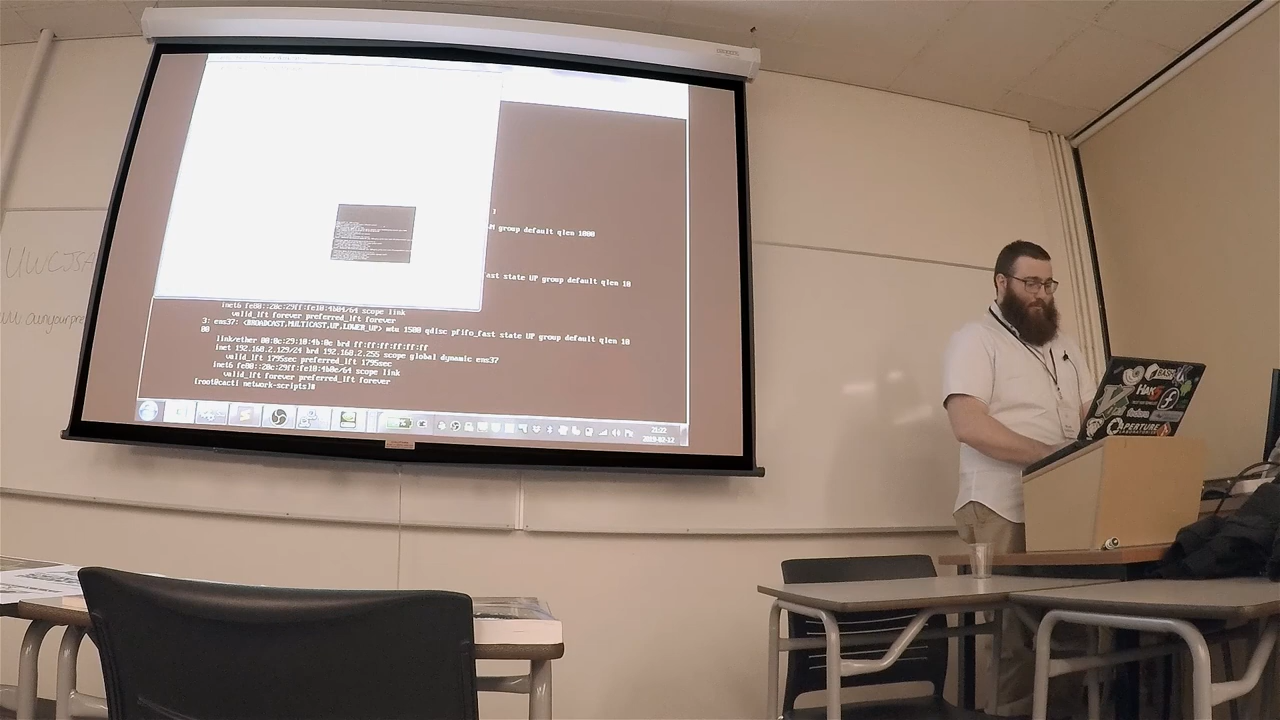 UWCJSA
M group default qlen 1000
ast state UP group default qlen 10
inet6 fe80::20c:29ff:fe10:4b04/64 scope link
valid_lft forever preferred_lft forever
3: ens37: <BROADCAST,MULTICAST,UP,LOWER_UP> mtu 1500 qdisc pfifo_fast state UP group default qlen 10
00
link/ether 00:0c:29:10:4b:0e brd ff:ff:ff:ff:ff:ff
inet 192.168.2.129/24 brd 192.168.2.255 scope global dynamic ens37
valid_lft 1795sec preferred_lft 1795sec
inet6 fe80::20c:29ff:fe10:4b0e/64 scope link
valid_lft forever preferred_lft forever
[root@cacti network-scripts]#
21:22
2019-02-12
BASH
HAK5
fedora
APERTURE
LABORATORIES